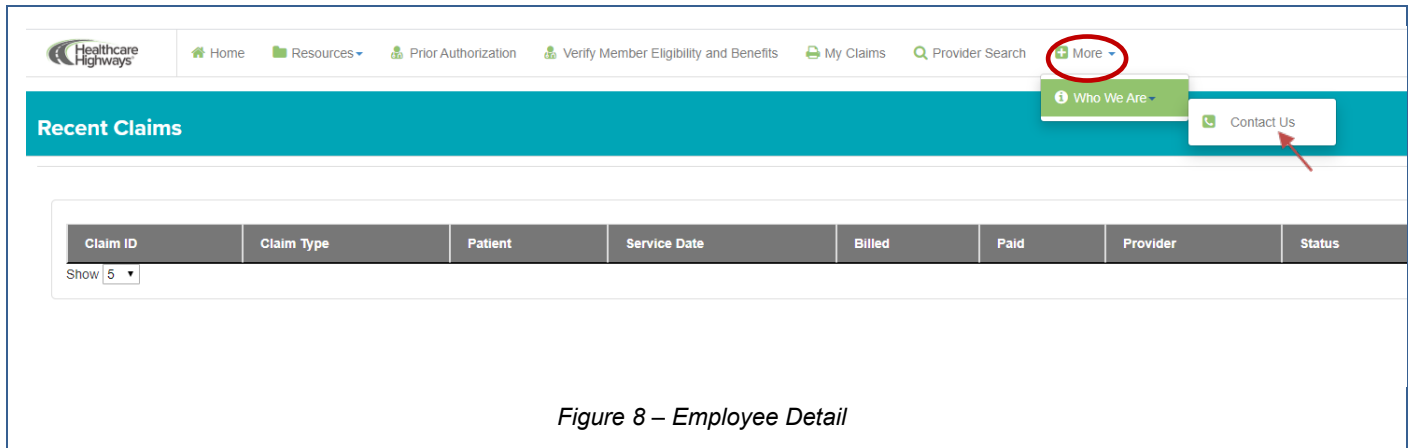 Healthcare
Highways
Home Resources Prior Authorization Verify Member Eligibility and Benefits My Claims Provider Search More
Who We Are
Contact Us
Recent Claims
Claim ID Claim Type Patient Service Date Billed Paid Provider Status
Show 5
Figure 8 – Employee Detail